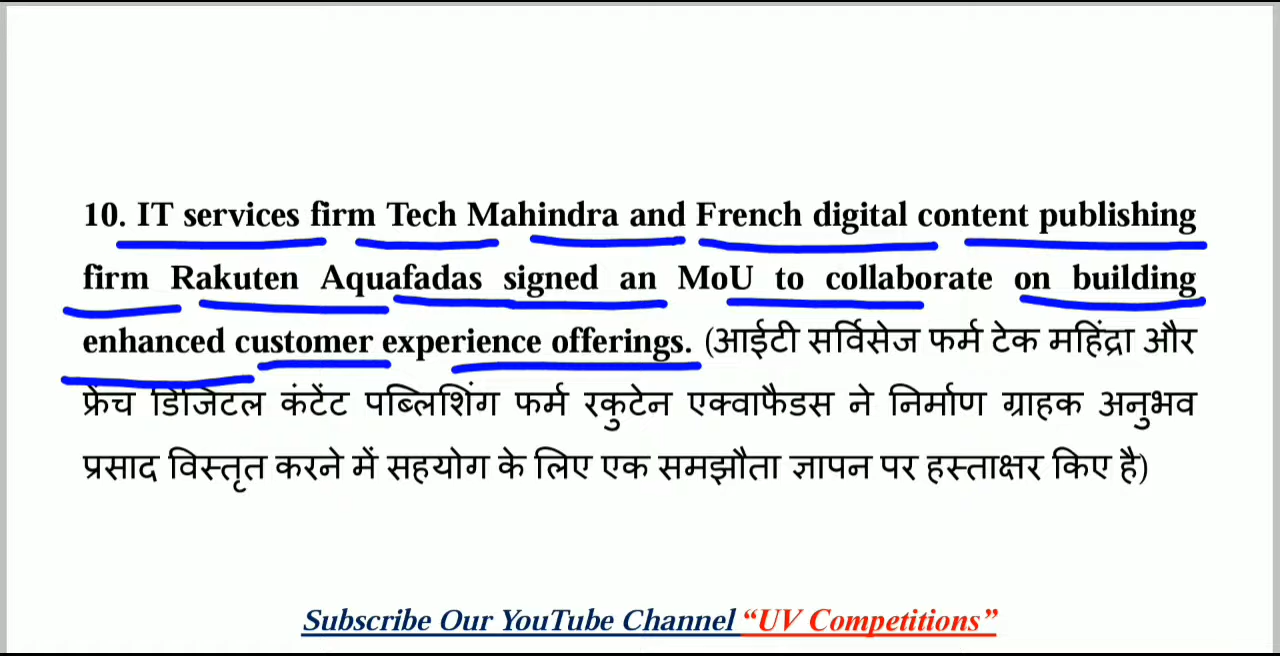 10. IT services firm Tech Mahindra and French digital content publishing
firm Rakuten Aquafadas signed an MoU to collaborate on building
enhanced customer experience offerings. (आईटी सर्विसेज फर्म टेक महिंद्रा और
फ्रेंच डिजिटल कंटेंट पब्लिशिंग फर्म रकुटेन एक्वाफैडस ने निर्माण ग्राहक अनुभव
प्रसाद विस्तृत करने में सहयोग के लिए एक समझौता ज्ञापन पर हस्ताक्षर किए है)
Subscribe Our YouTube Channel “UV Competitions”